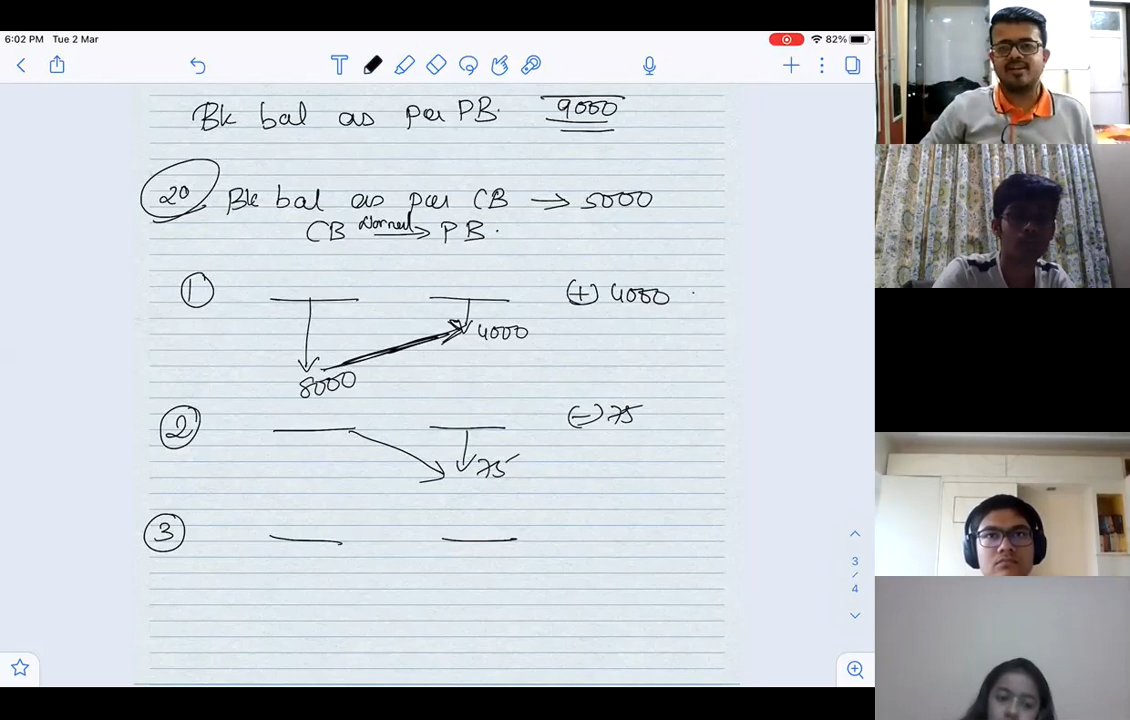 6:02 PM Tue 2 Mar 82%
T
Bk bal as per PB. 9000
20 Bk bal as per CB → 5000
CB Normal → PB.
1 (+) 4000
4000
8000
2 (-) 75
75
3
3
/
4